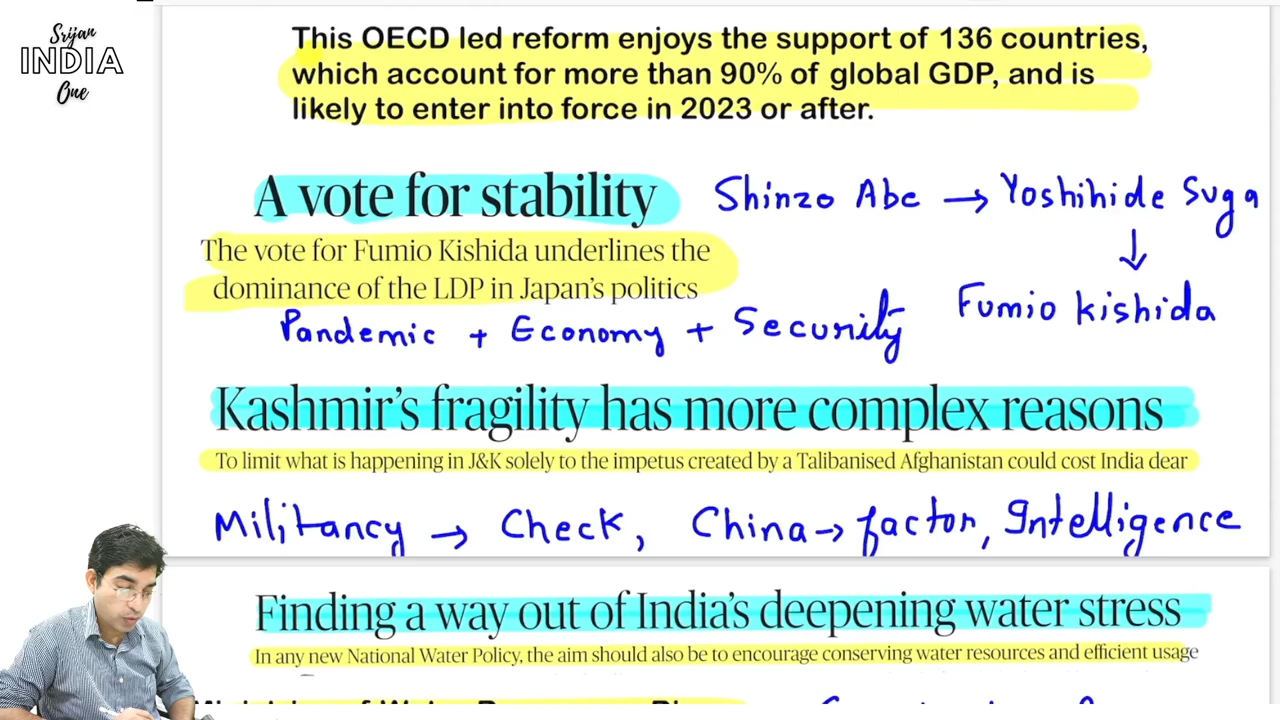 Srijan
INDIA
One
This OECD led reform enjoys the support of 136 countries,
which account for more than 90% of global GDP, and is
likely to enter into force in 2023 or after.
A vote for stability
Shinzo Abe → Yoshihide Suga
↓
The vote for Fumio Kishida underlines the
dominance of the LDP in Japan's politics
Fumio Kishida
Pandemic + Economy + Security
Kashmir's fragility has more complex reasons
To limit what is happening in J&K solely to the impetus created by a Talibanised Afghanistan could cost India dear
Militancy → Check, China → factor, Intelligence
Finding a way out of India's deepening water stress
In any new National Water Policy, the aim should also be to encourage conserving water resources and efficient usage